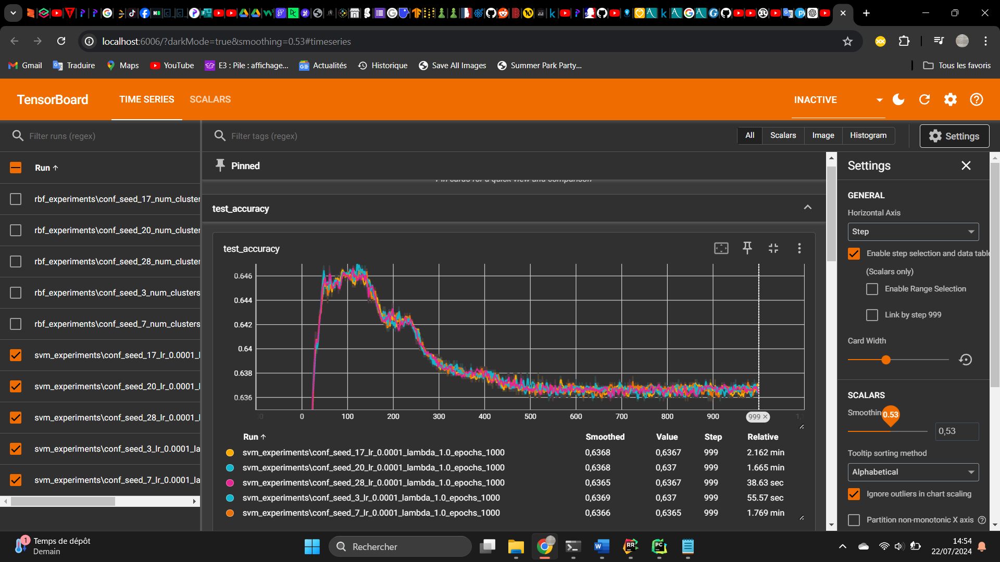 localhost:6006/?darkMode=true&smoothing=0.53#timeseries
Gmail
Traduire
Maps
YouTube
E3 : Pile : affichage...
Actualités
Historique
Save All Images
Summer Park Party...
Tous les favoris
TensorBoard
TIME SERIES
SCALARS
INACTIVE
Filter runs (regex)
Filter tags (regex)
All
Scalars
Image
Histogram
Settings
Run ↑
rbf_experiments\conf_seed_17_num_cluster
rbf_experiments\conf_seed_20_num_cluster
rbf_experiments\conf_seed_28_num_cluster
rbf_experiments\conf_seed_3_num_clusters
rbf_experiments\conf_seed_7_num_clusters
svm_experiments\conf_seed_17_lr_0.0001_l
svm_experiments\conf_seed_20_lr_0.0001_l
svm_experiments\conf_seed_28_lr_0.0001_l
svm_experiments\conf_seed_3_lr_0.0001_la
svm_experiments\conf_seed_7_lr_0.0001_la
Pinned
Pin cards for a quick view and comparison
test_accuracy
test_accuracy
0.646
0.644
0.642
0.64
0.638
0.636
0
100
200
300
400
500
600
700
800
900
999 ×
Run ↑ Smoothed Value Step Relative
svm_experiments\conf_seed_17_lr_0.0001_lambda_1.0_epochs_1000 0,6368 0,6367 999 2.162 min
svm_experiments\conf_seed_20_lr_0.0001_lambda_1.0_epochs_1000 0,6368 0,637 999 1.665 min
svm_experiments\conf_seed_28_lr_0.0001_lambda_1.0_epochs_1000 0,6365 0,6367 999 38.63 sec
svm_experiments\conf_seed_3_lr_0.0001_lambda_1.0_epochs_1000 0,6369 0,637 999 55.57 sec
svm_experiments\conf_seed_7_lr_0.0001_lambda_1.0_epochs_1000 0,6366 0,6365 999 1.769 min
Settings
GENERAL
Horizontal Axis
Step
Enable step selection and data table
(Scalars only)
Enable Range Selection
Link by step 999
Card Width
SCALARS
Smoothin
0.53
0,53
Tooltip sorting method
Alphabetical
Ignore outliers in chart scaling
Partition non-monotonic X axis
1
Temps de dépôt
Demain
Rechercher
14:54
22/07/2024